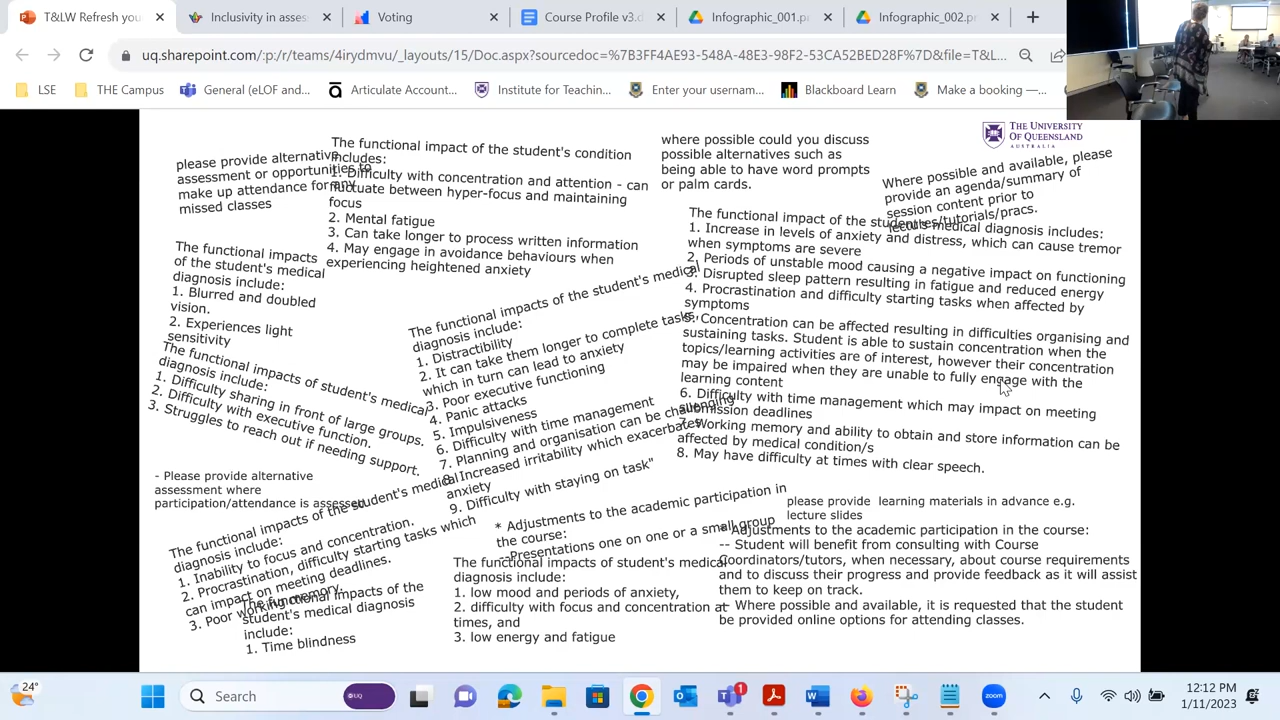 T&LW Refresh you
Inclusivity in asses
Voting
Course Profile v3.d
Infographic_001.p
Infographic_002.p
uq.sharepoint.com/:p:/r/teams/4irydmvu/_layouts/15/Doc.aspx?sourcedoc=%7B3FF4AE93-548A-48E3-98F2-53CA52BED28F%7D&file=T&L...
LSE
THE Campus
General (eLOF and...
Articulate Account...
Institute for Teachin...
Enter your usernam...
Blackboard Learn
Make a booking -...
THE UNIVERSITY
OF QUEENSLAND
AUSTRALIA
please provide alternative
assessment or opportunities to
make up attendance for any
missed classes
The functional impact of the student's condition
includes:
1. Difficulty with concentration and attention - can
fluctuate between hyper-focus and maintaining
focus
2. Mental fatigue
3. Can take longer to process written information
4. May engage in avoidance behaviours when
experiencing heightened anxiety
where possible could you discuss
possible alternatives such as
being able to have word prompts
or palm cards.
Where possible and available, please
provide an agenda/summary of
session content prior to
lectures/tutorials/pracs.
The functional impact of the student's medical diagnosis includes:
1. Increase in levels of anxiety and distress, which can cause tremor
when symptoms are severe
2. Periods of unstable mood causing a negative impact on functioning
3. Disrupted sleep pattern resulting in fatigue and reduced energy
4. Procrastination and difficulty starting tasks when affected by
symptoms
5. Concentration can be affected resulting in difficulties organising and
sustaining tasks. Student is able to sustain concentration when the
topics/learning activities are of interest, however their concentration
may be impaired when they are unable to fully engage with the
learning content
6. Difficulty with time management which may impact on meeting
submission deadlines
7. Working memory and ability to obtain and store information can be
affected by medical condition/s
8. May have difficulty at times with clear speech.
The functional impacts
of the student's medical
diagnosis include:
1. Blurred and doubled
vision.
2. Experiences light
sensitivity
The functional impacts of student's medical
diagnosis include:
1. Difficulty sharing in front of large groups.
2. Difficulty with executive function.
3. Struggles to reach out if needing support.
The functional impacts of the student's medical
diagnosis include:
1. Distractibility
2. It can take them longer to complete tasks,
which in turn can lead to anxiety
3. Poor executive functioning
4. Panic attacks
5. Impulsiveness
6. Difficulty with time management
7. Planning and organisation can be challenging
8. Increased irritability which exacerbates
anxiety
9. Difficulty with staying on task"
- Please provide alternative
assessment where
participation/attendance is assessed
The functional impacts of the student's medical
diagnosis include:
1. Inability to focus and concentration.
2. Procrastination, difficulty starting tasks which
can impact on meeting deadlines.
3. Poor working memory.
The functional impacts of the
student's medical diagnosis
include:
1. Time blindness
* Adjustments to the academic participation in
the course:
--Presentations one on one or a small group
The functional impacts of student's medical
diagnosis include:
1. low mood and periods of anxiety,
2. difficulty with focus and concentration at
times, and
3. low energy and fatigue
please provide learning materials in advance e.g.
lecture slides
* Adjustments to the academic participation in the course:
-- Student will benefit from consulting with Course
Coordinators/tutors, when necessary, about course requirements
and to discuss their progress and provide feedback as it will assist
them to keep on track.
-- Where possible and available, it is requested that the student
be provided online options for attending classes.
24°
Search
UQ
1
12:12 PM
1/11/2023